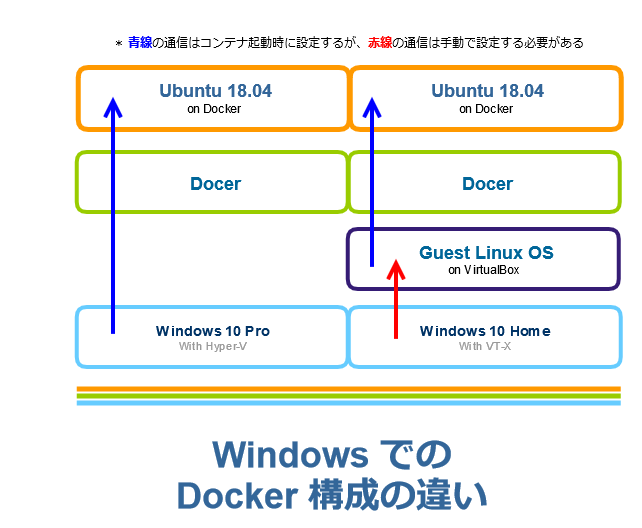 * 青線の通信はコンテナ起動時に設定するが、赤線の通信は手動で設定する必要がある
Ubuntu 18.04
on Docker
Ubuntu 18.04
on Docker
Docer
Docer
Guest Linux OS
on VirtualBox
Windows 10 Pro
With Hyper-V
Windows 10 Home
With VT-X
Windows での
Docker 構成の違い